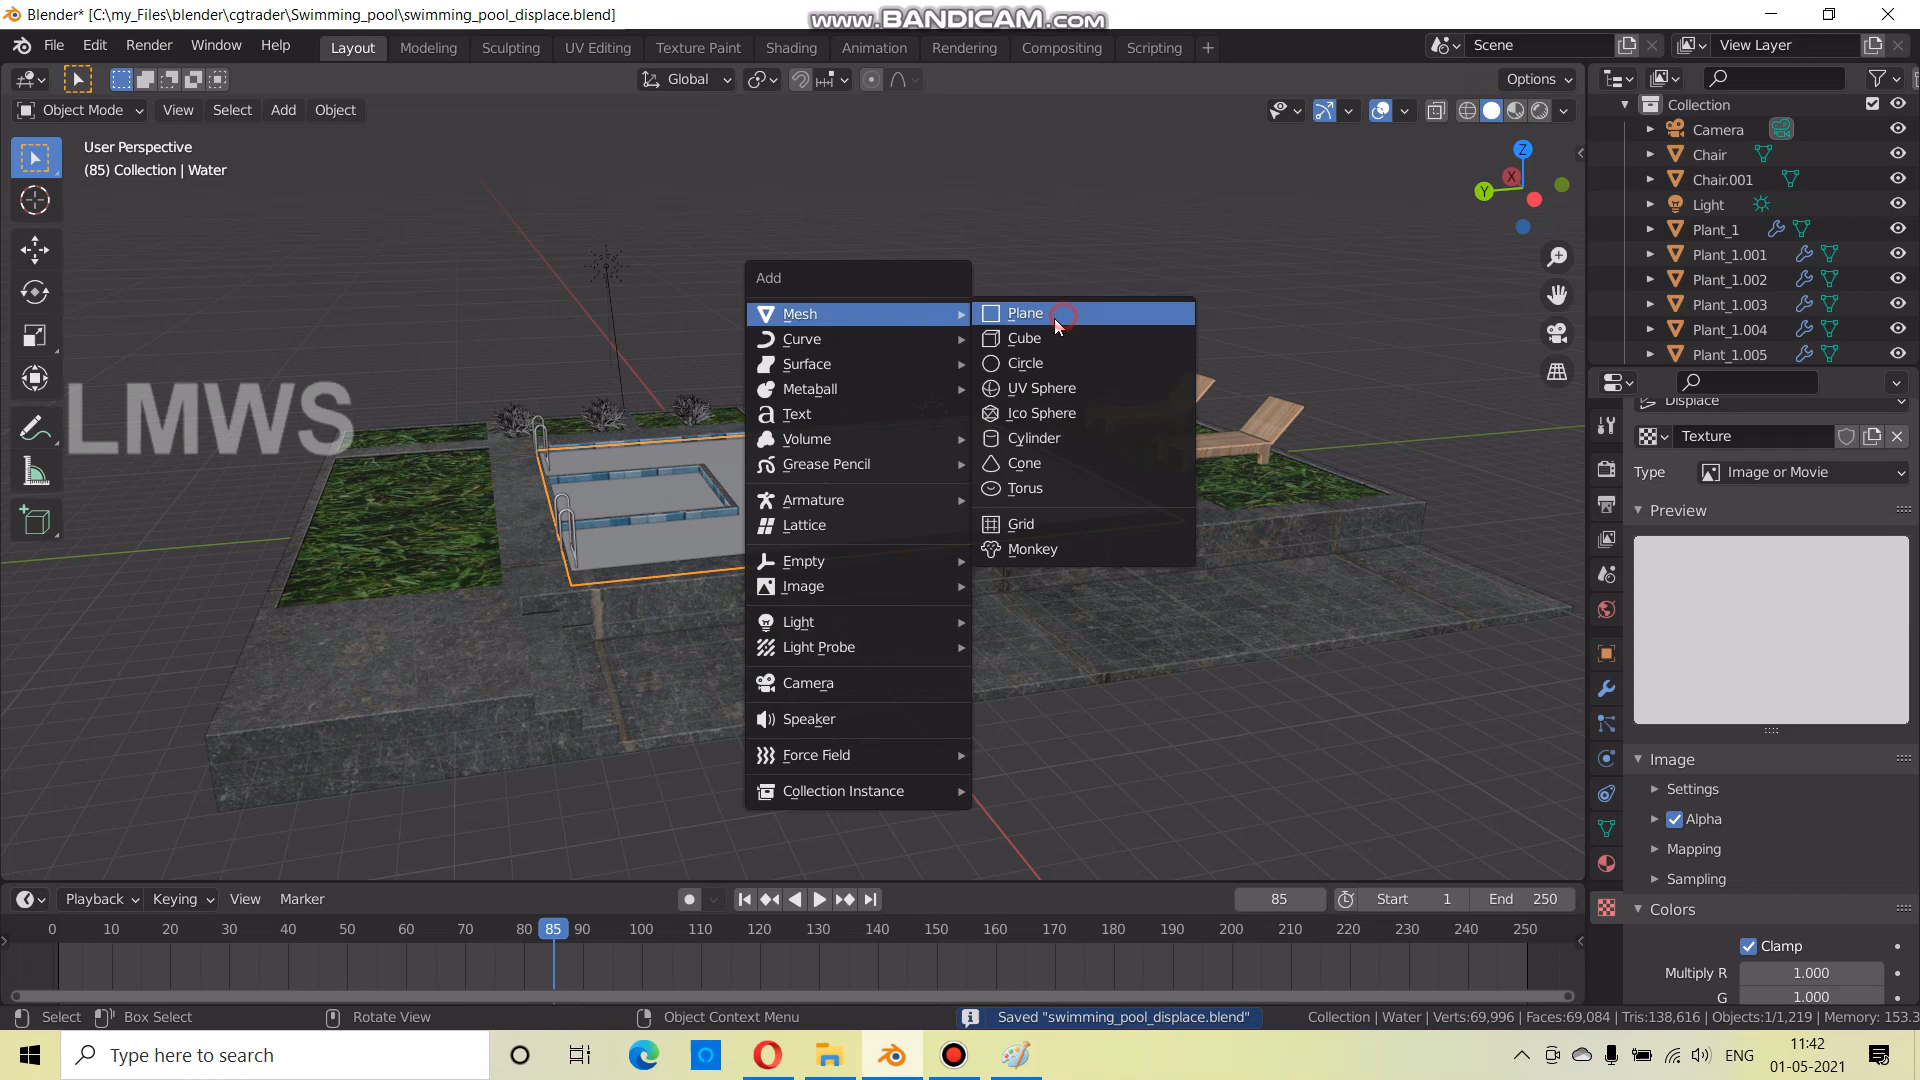 Blender* [C:\my_Files\blender\cgtrader\Swimming_pool\swimming_pool_displace.blend]
www.BANDICAM.com
File Edit Render Window Help
Layout Modeling Sculpting UV Editing Texture Paint Shading Animation Rendering Compositing Scripting +
Scene
View Layer
Global
Options
Object Mode View Select Add Object
User Perspective
(85) Collection | Water
Z
X
Y
LMWS
Add
Mesh
Curve
Surface
Metaball
Text
Volume
Grease Pencil
Armature
Lattice
Empty
Image
Light
Light Probe
Camera
Speaker
Force Field
Collection Instance
Plane
Cube
Circle
UV Sphere
Ico Sphere
Cylinder
Cone
Torus
Grid
Monkey
Collection
Camera
Chair
Chair.001
Light
Plant_1
Plant_1.001
Plant_1.002
Plant_1.003
Plant_1.004
Plant_1.005
Displace
Texture
Type Image or Movie
Preview
Image
Settings
Alpha
Mapping
Sampling
Colors
Clamp
Multiply R 1.000
G 1.000
Playback Keying View Marker
85 Start 1 End 250
0 10 20 30 40 50 60 70 80 85 90 100 110 120 130 140 150 160 170 180 190 200 210 220 230 240 250
Select Box Select Rotate View Object Context Menu
Saved "swimming_pool_displace.blend"
Collection | Water | Verts:69,996 | Faces:69,084 | Tris:138,616 | Objects:1/1,219 | Memory: 153.3
Type here to search
ENG
11:42
01-05-2021